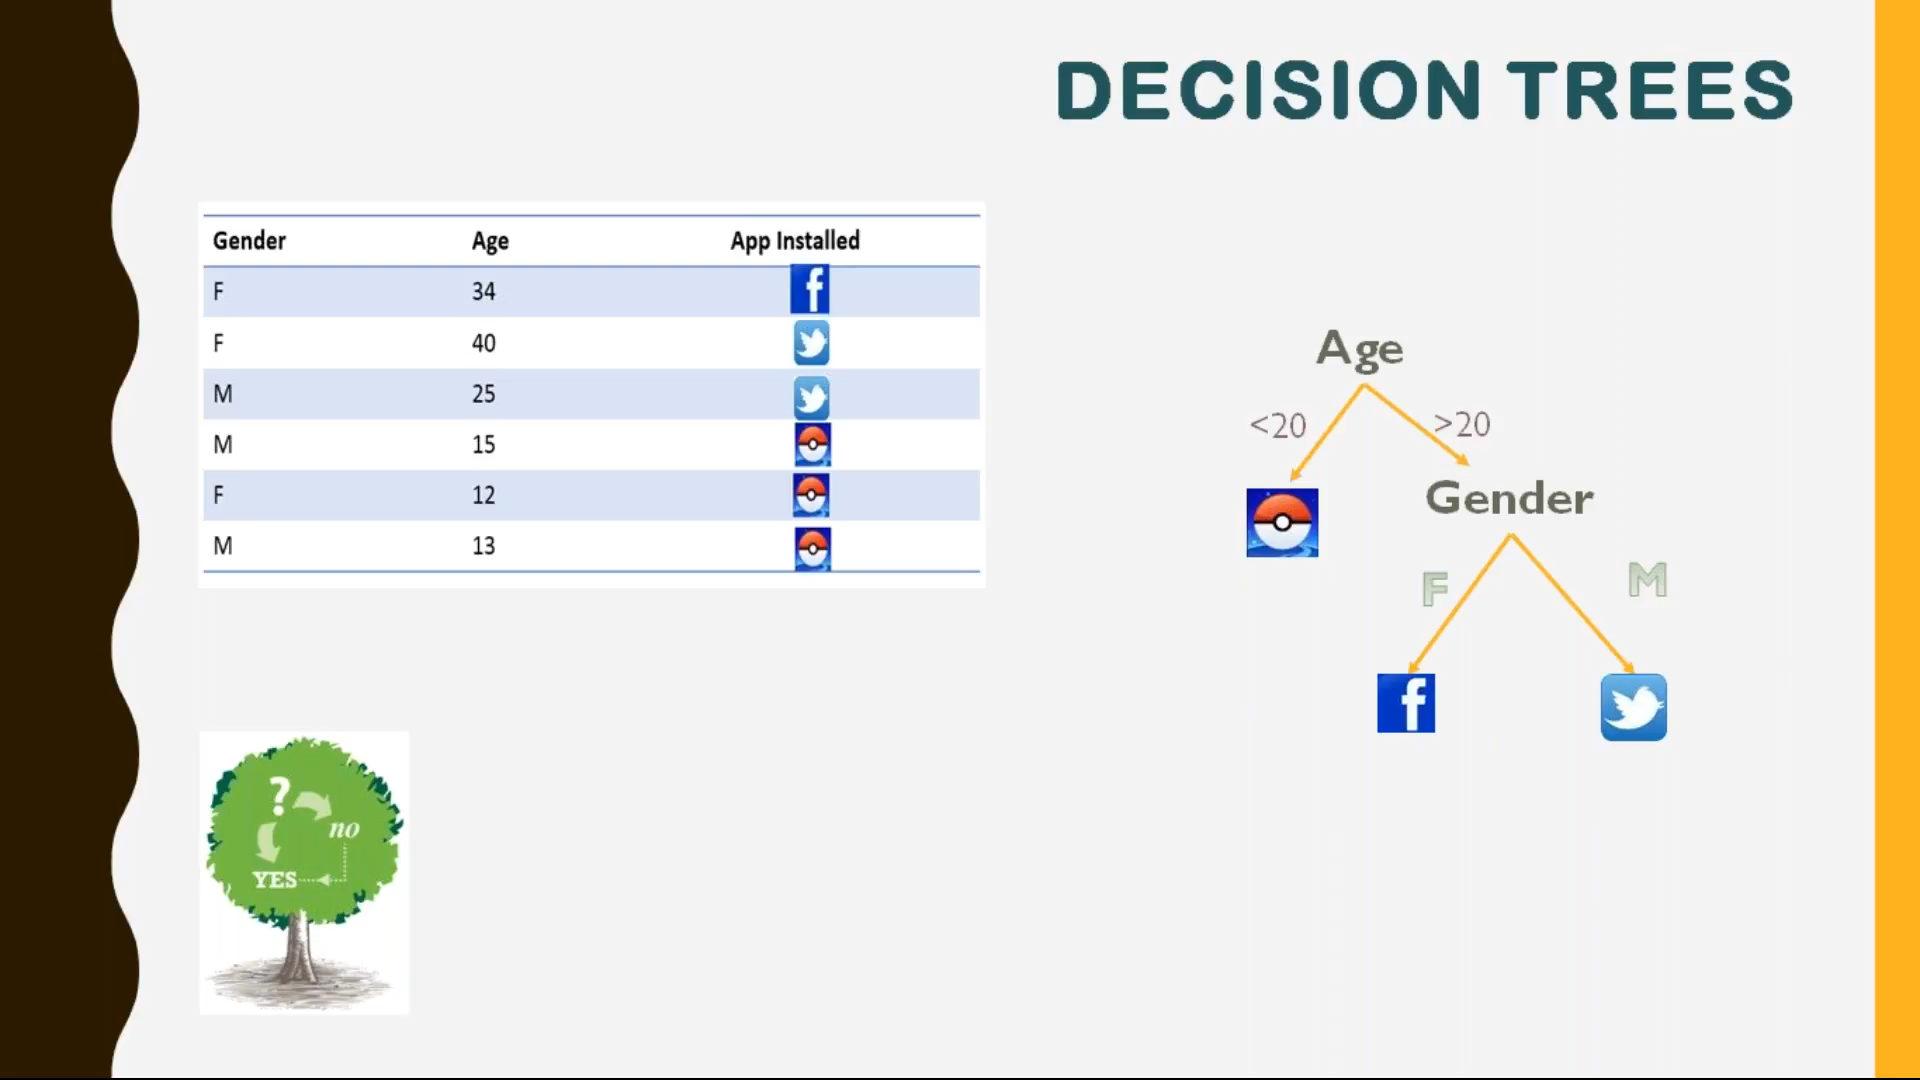 DECISION TREES
Gender Age App Installed
F 34 f
F 40
M 25
M 15
F 12
M 13
Age
<20 >20
Gender
F M
f
?
no
YES